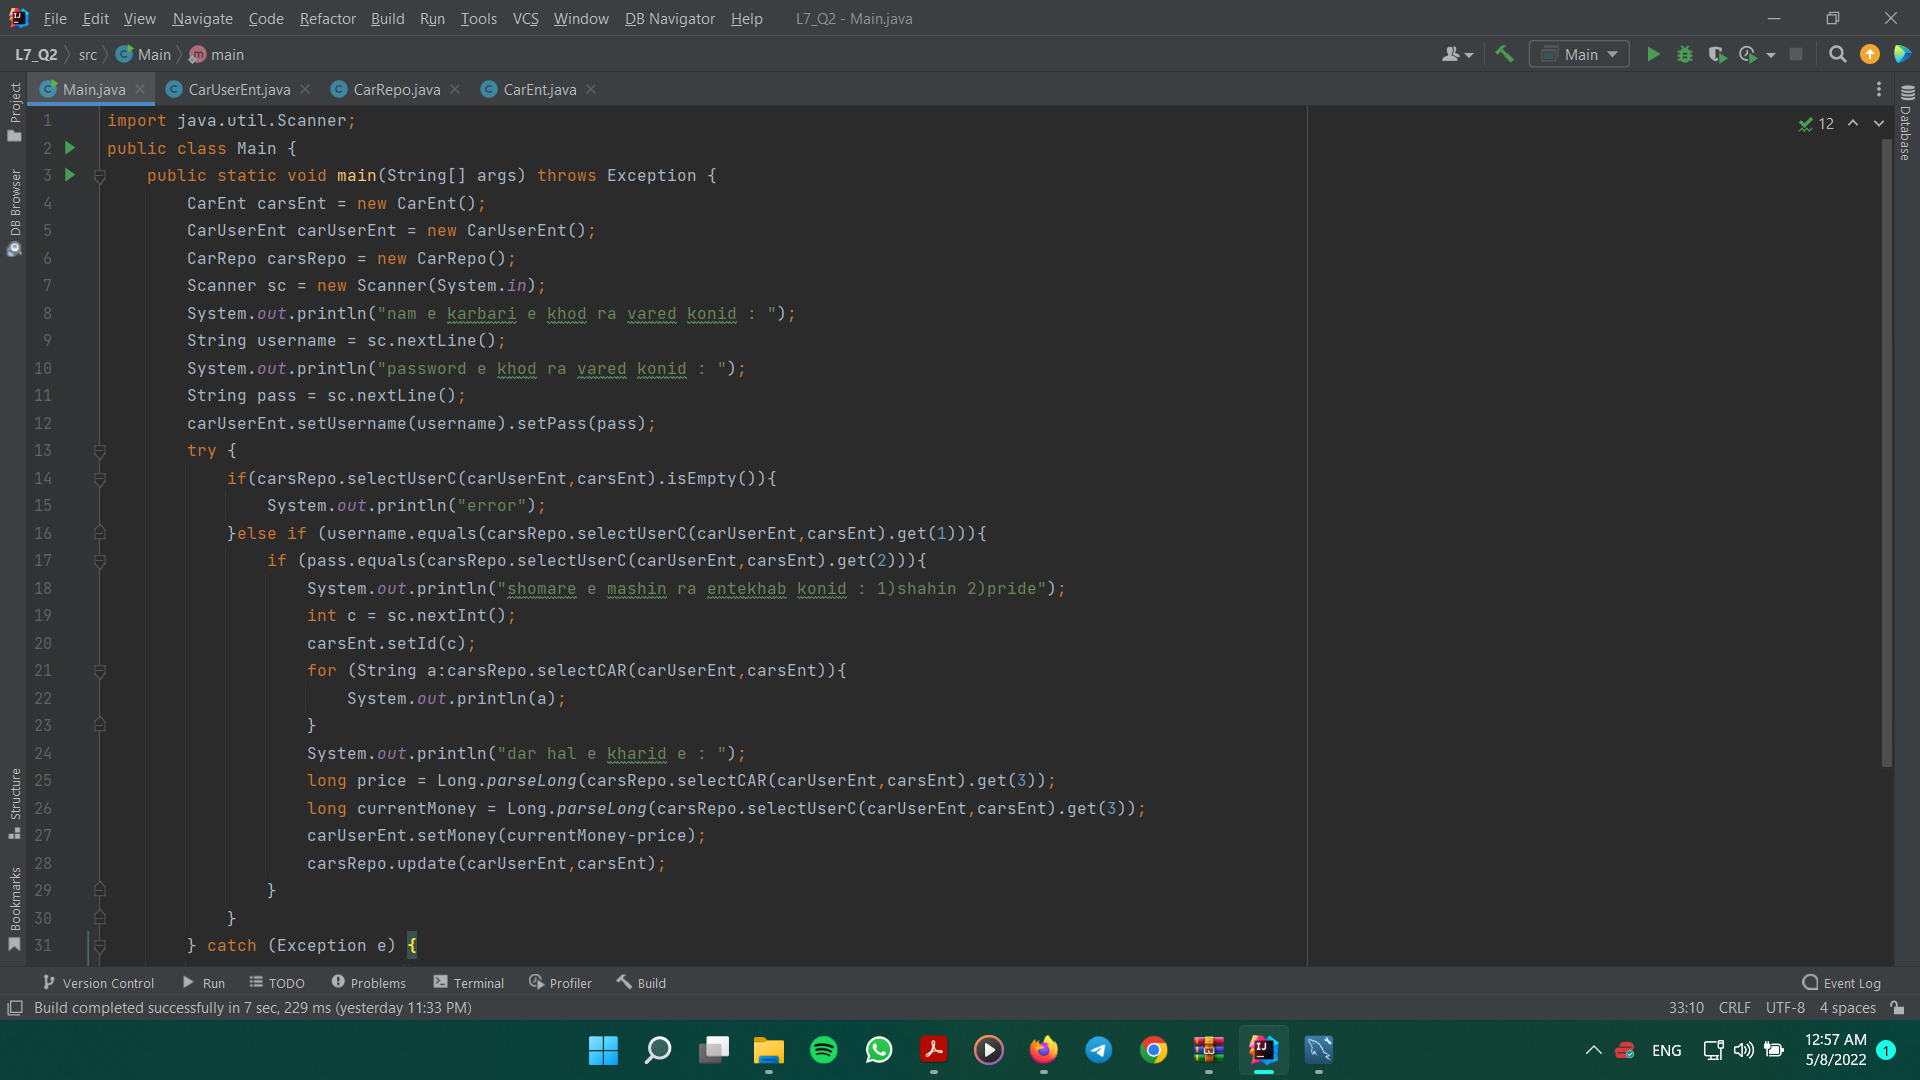 File Edit View Navigate Code Refactor Build Run Tools VCS Window DB Navigator Help L7_Q2 - Main.java
L7_Q2 src Main main
Main
Main.java CarUserEnt.java CarRepo.java CarEnt.java
Project
DB Browser
Structure
Bookmarks
Database
12
1 import java.util.Scanner;
2 public class Main {
3 public static void main(String[] args) throws Exception {
4 CarEnt carsEnt = new CarEnt();
5 CarUserEnt carUserEnt = new CarUserEnt();
6 CarRepo carsRepo = new CarRepo();
7 Scanner sc = new Scanner(System.in);
8 System.out.println("nam e karbari e khod ra vared konid : ");
9 String username = sc.nextLine();
10 System.out.println("password e khod ra vared konid : ");
11 String pass = sc.nextLine();
12 carUserEnt.setUsername(username).setPass(pass);
13 try {
14 if(carsRepo.selectUserC(carUserEnt,carsEnt).isEmpty()){
15 System.out.println("error");
16 }else if (username.equals(carsRepo.selectUserC(carUserEnt,carsEnt).get(1))){
17 if (pass.equals(carsRepo.selectUserC(carUserEnt,carsEnt).get(2))){
18 System.out.println("shomare e mashin ra entekhab konid : 1)shahin 2)pride");
19 int c = sc.nextInt();
20 carsEnt.setId(c);
21 for (String a:carsRepo.selectCAR(carUserEnt,carsEnt)){
22 System.out.println(a);
23 }
24 System.out.println("dar hal e kharid e : ");
25 long price = Long.parseLong(carsRepo.selectCAR(carUserEnt,carsEnt).get(3));
26 long currentMoney = Long.parseLong(carsRepo.selectUserC(carUserEnt,carsEnt).get(3));
27 carUserEnt.setMoney(currentMoney-price);
28 carsRepo.update(carUserEnt,carsEnt);
29 }
30 }
31 } catch (Exception e) {
Version Control Run TODO Problems Terminal Profiler Build Event Log
Build completed successfully in 7 sec, 229 ms (yesterday 11:33 PM) 33:10 CRLF UTF-8 4 spaces
ENG 12:57 AM 1
5/8/2022